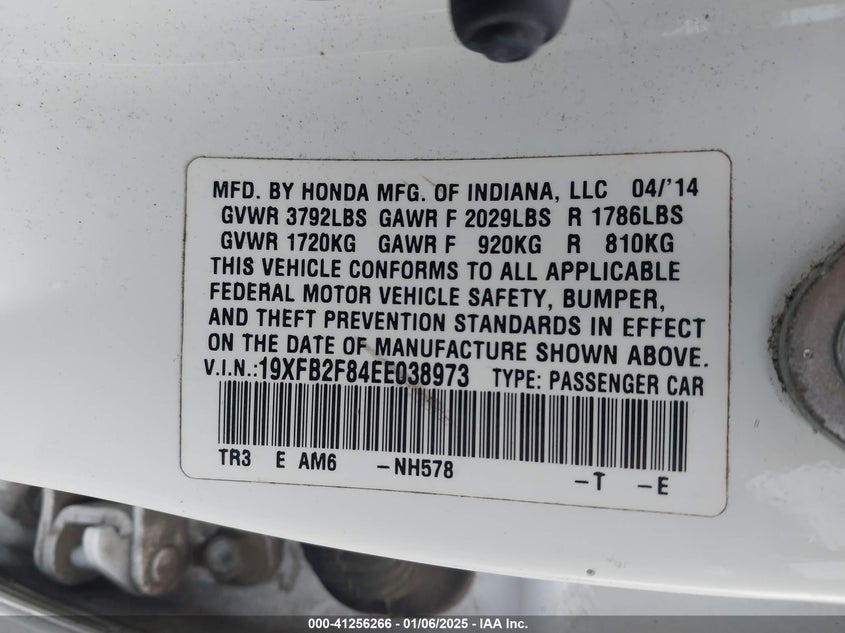 MFD. BY HONDA MFG. OF INDIANA, LLC 04/'14
GVWR 3792LBS GAWR F 2029LBS R 1786LBS
GVWR 1720KG GAWR F 920KG R 810KG
THIS VEHICLE CONFORMS TO ALL APPLICABLE
FEDERAL MOTOR VEHICLE SAFETY, BUMPER,
AND THEFT PREVENTION STANDARDS IN EFFECT
ON THE DATE OF MANUFACTURE SHOWN ABOVE.
V.I.N.:19XFB2F84EE038973 TYPE: PASSENGER CAR
TR3 E AM6 -NH578 -T -E
000-41256266 - 01/06/2025 - IAA Inc.